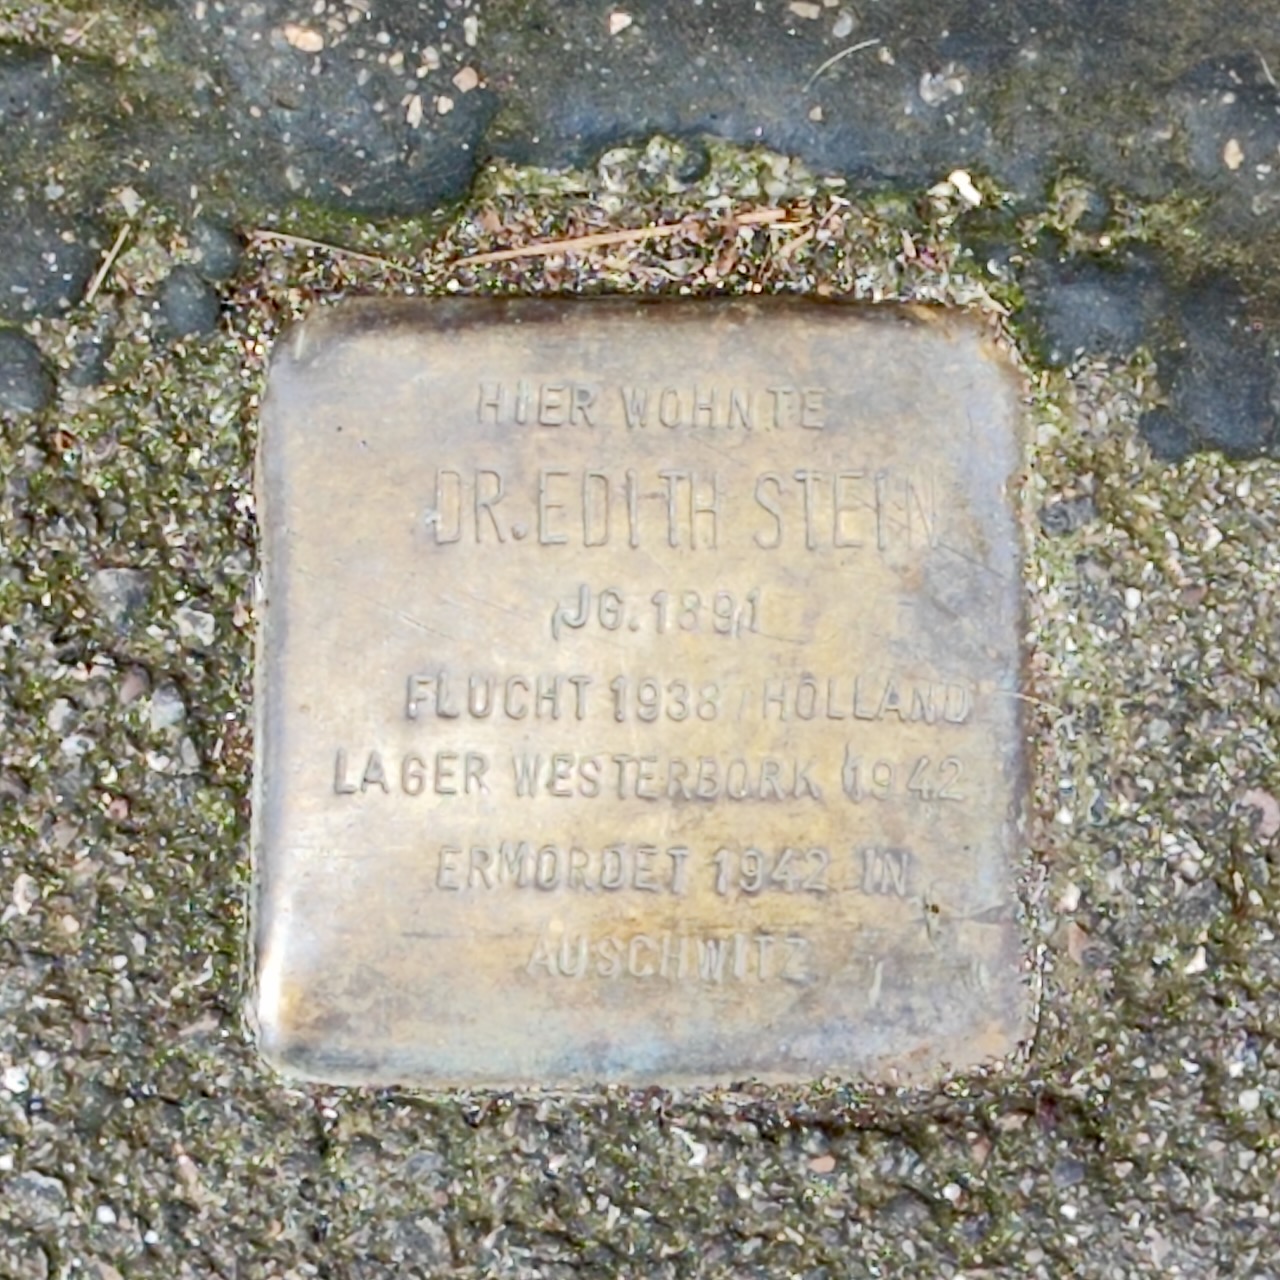 HIER WOHNTE
DR. EDITH STEIN
JG. 1891
FLUCHT 1938 HOLLAND
LAGER WESTERBORK 1942
ERMORDET 1942 IN
AUSCHWITZ